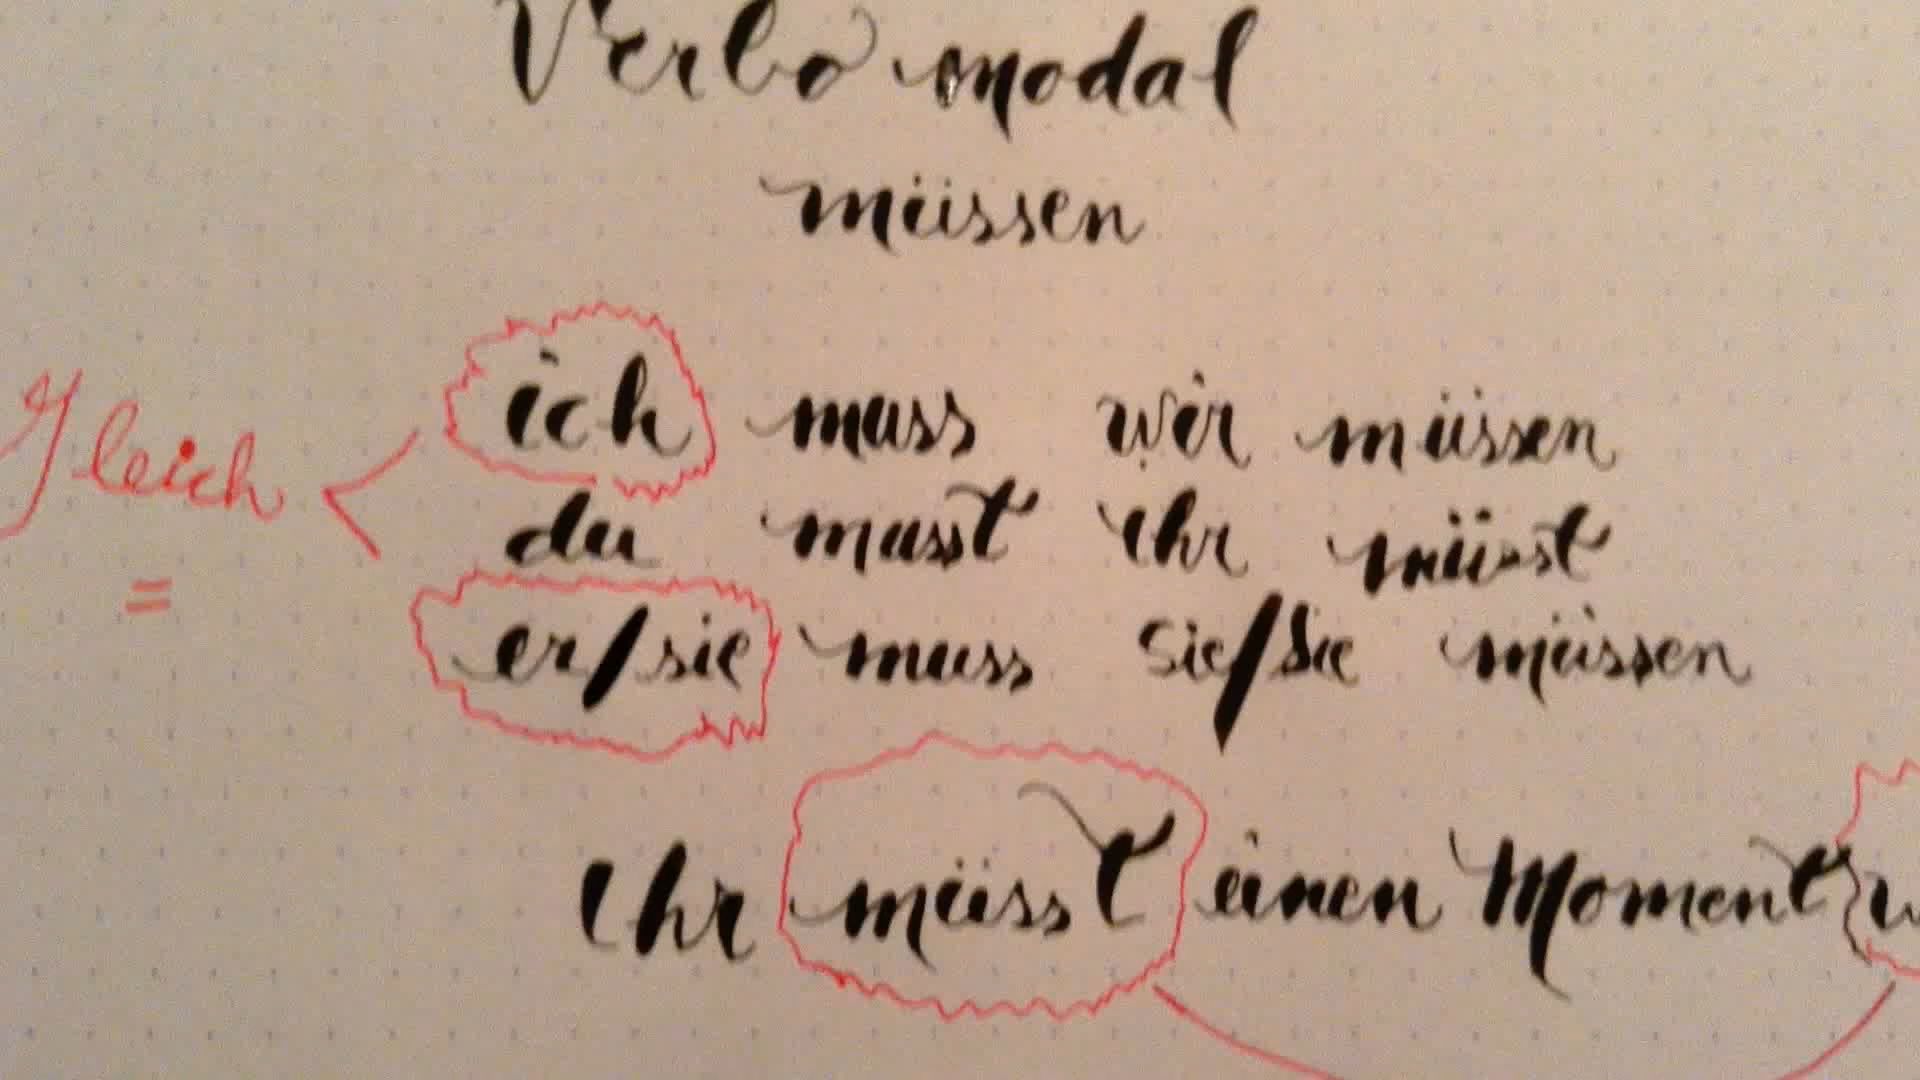 Verbo modal
müssen
ich muss wir müssen
Gleich
du musst ihr müsst
=
er/sie muss sie/Sie müssen
Ihr müsst einen Moment